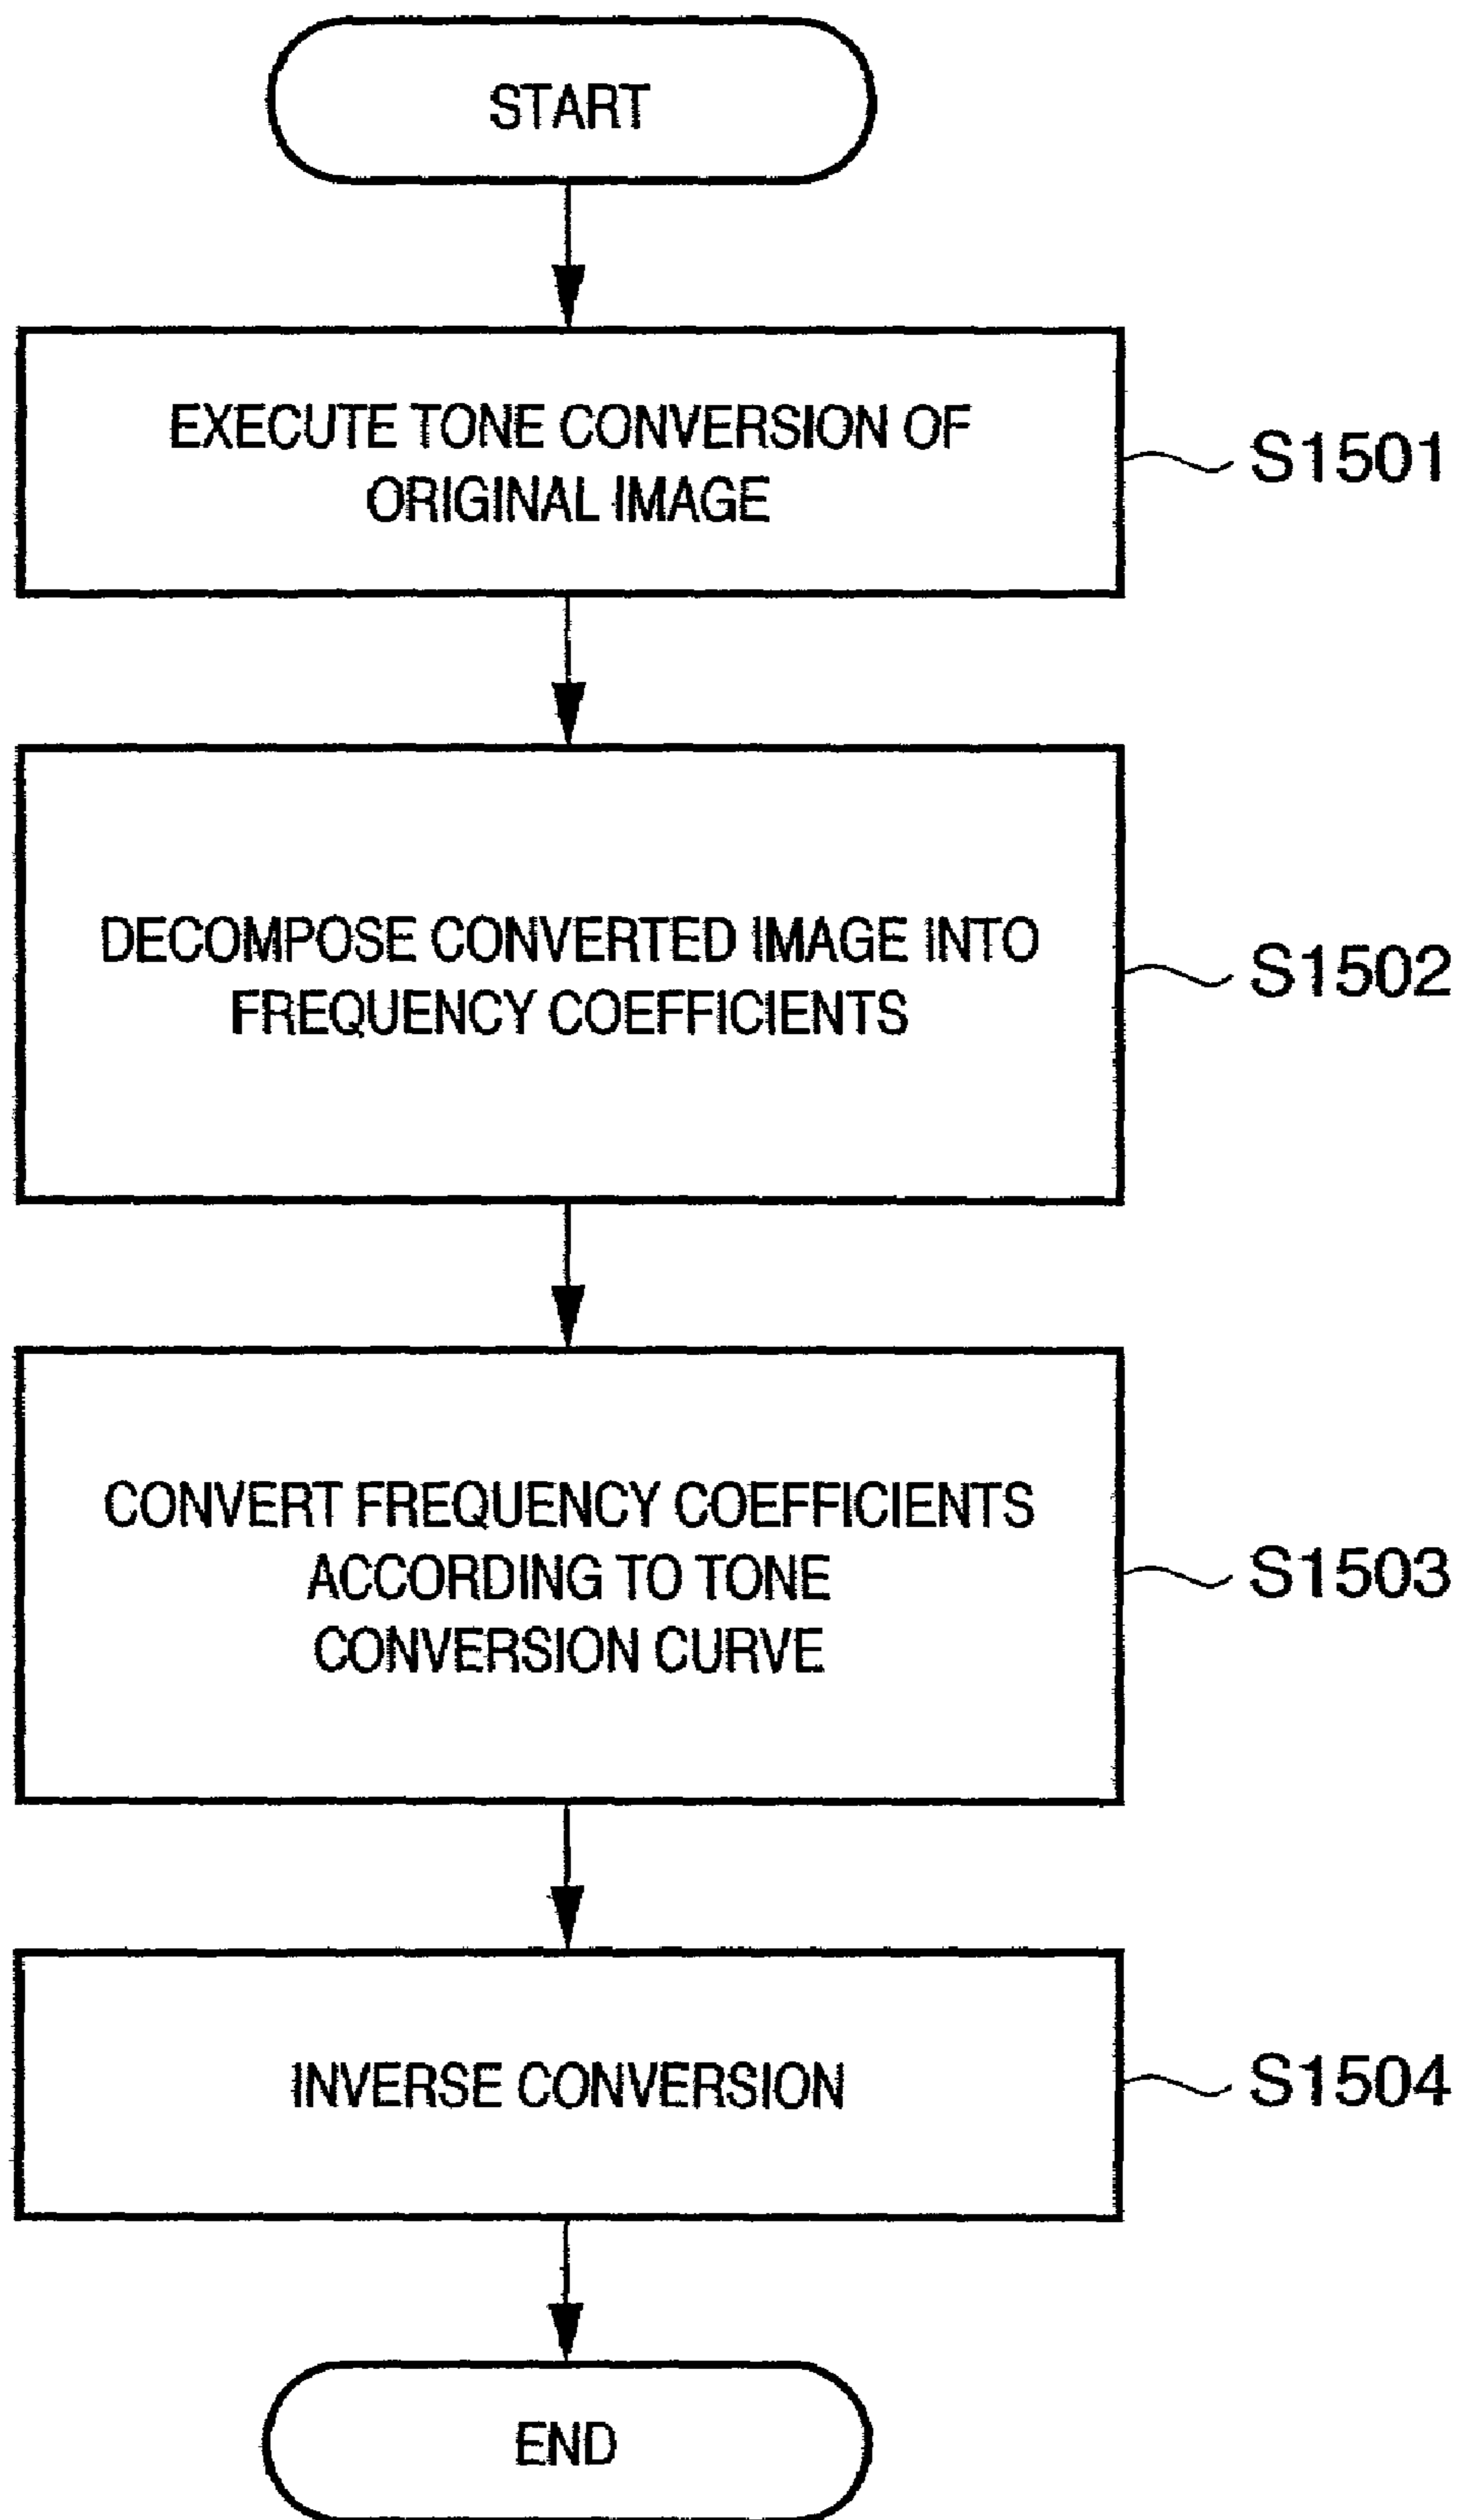 START
EXECUTE TONE CONVERSION OF
ORIGINAL IMAGE
S1501
DECOMPOSE CONVERTED IMAGE INTO
FREQUENCY COEFFICIENTS
S1502
CONVERT FREQUENCY COEFFICIENTS
ACCORDING TO TONE
CONVERSION CURVE
S1503
INVERSE CONVERSION
S1504
END